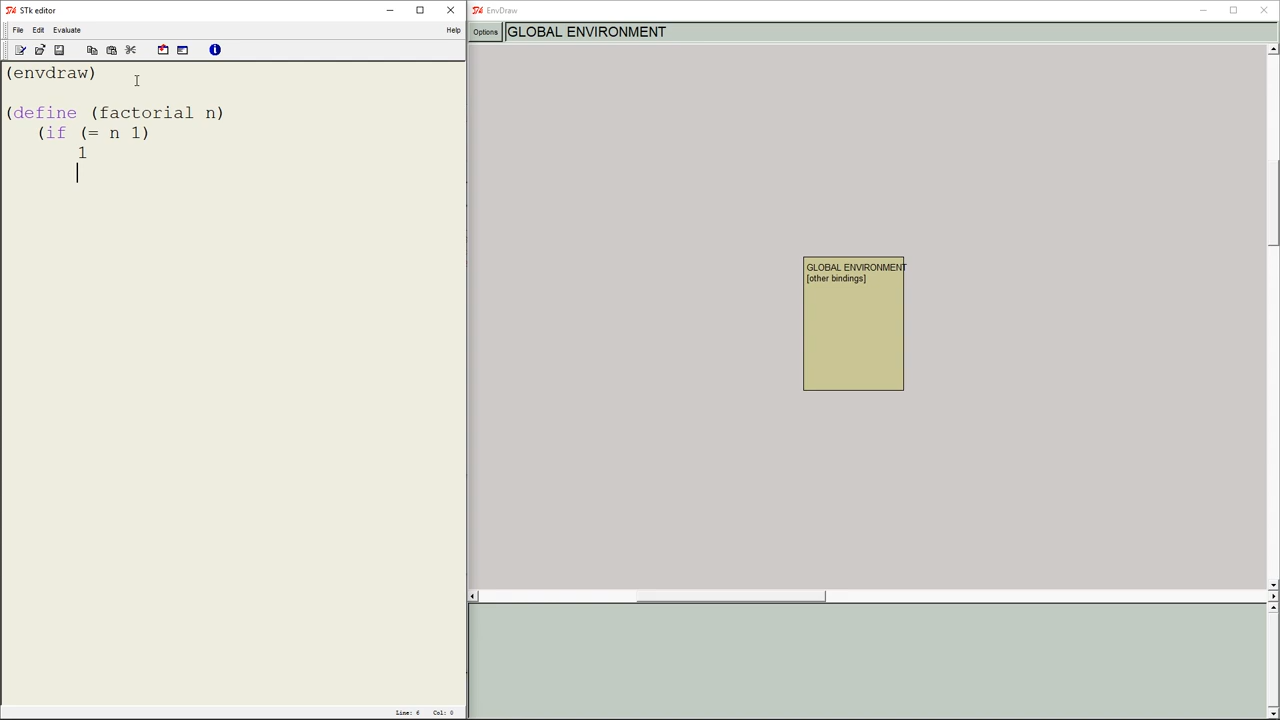 STk editor
File Edit Evaluate Help
(envdraw)
(define (factorial n)
(if (= n 1)
1
Line: 6 Col: 0
EnvDraw
Options GLOBAL ENVIRONMENT
GLOBAL ENVIRONMENT
[other bindings]